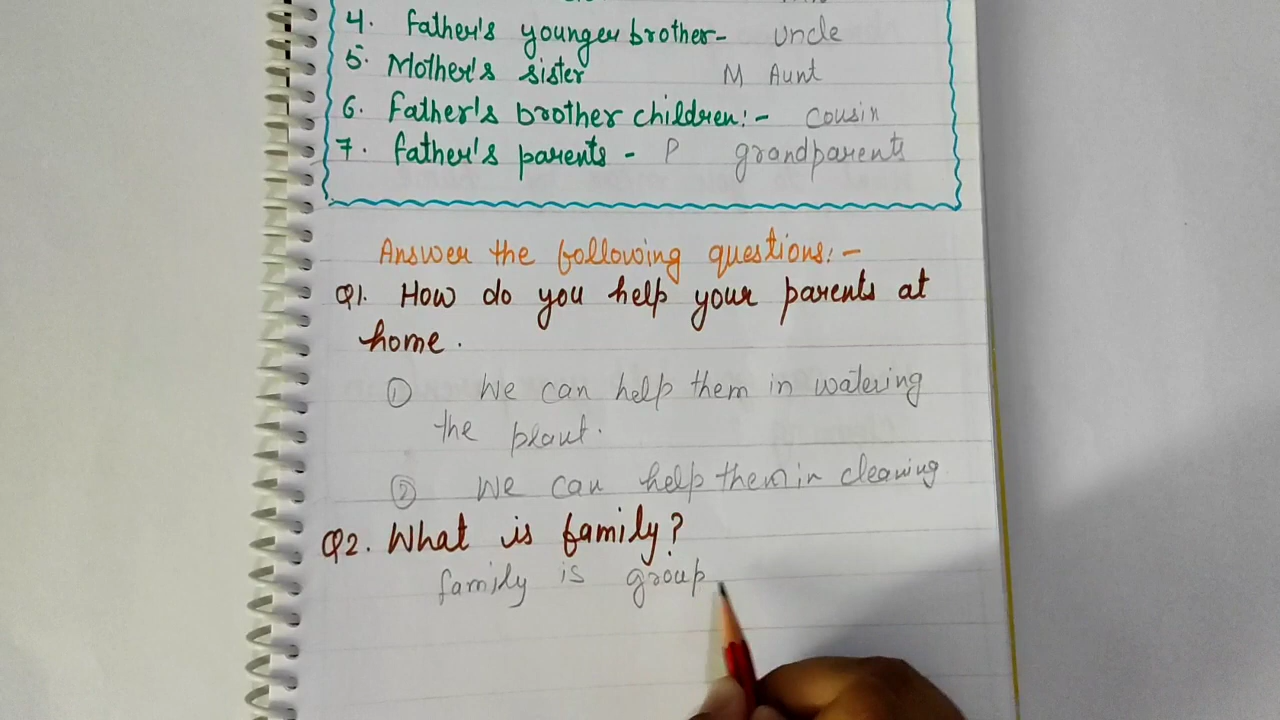 4. Father's younger brother- Uncle
5. Mother's sister M Aunt
6. Father's brother children:- Cousin
7. father's parents - P grandparents
Answer the following questions:-
Q1. How do you help your parents at
home.
① We can help them in watering
the plant.
② We can help them in cleaning
Q2. What is family?
family is group